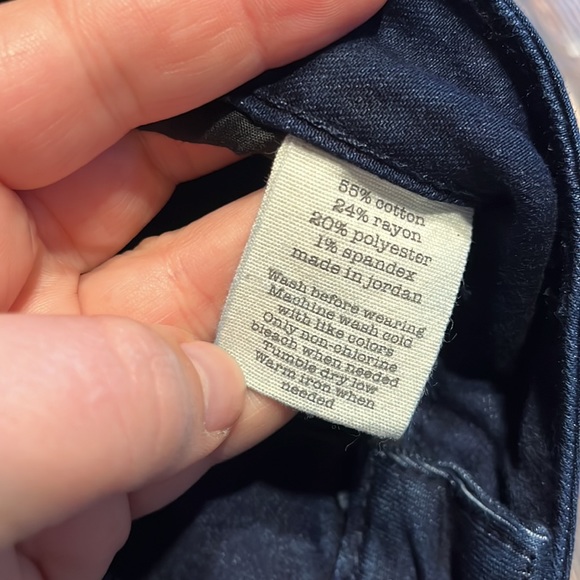 55% cotton
24% rayon
20% polyester
1% spandex
made in jordan
Wash before wearing
Machine wash cold
with like colors
Only non-chlorine
bleach when needed
Tumble dry low
Warm iron when
needed